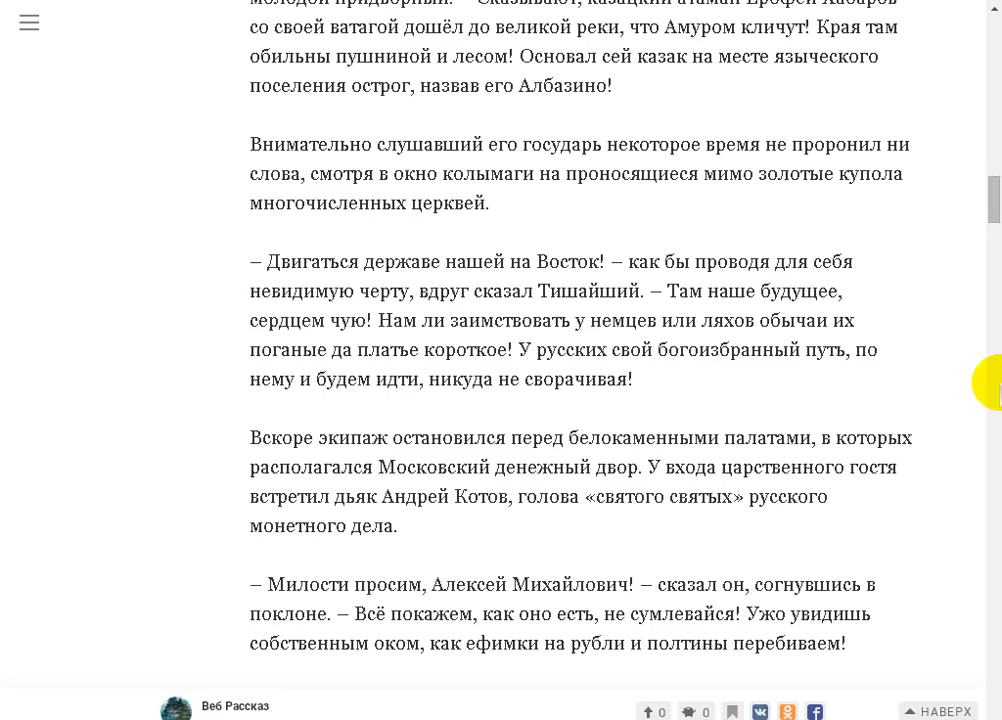 молодой придворный. – Сказывают, казацкий атаман Ерофей Хабаров
со своей ватагой дошёл до великой реки, что Амуром кличут! Края там
обильны пушниной и лесом! Основал сей казак на месте языческого
поселения острог, назвав его Албазино!
Внимательно слушавший его государь некоторое время не проронил ни
слова, смотря в окно колымаги на проносящиеся мимо золотые купола
многочисленных церквей.
– Двигаться державе нашей на Восток! – как бы проводя для себя
невидимую черту, вдруг сказал Тишайший. – Там наше будущее,
сердцем чую! Нам ли заимствовать у немцев или ляхов обычаи их
поганые да платье короткое! У русских свой богоизбранный путь, по
нему и будем идти, никуда не сворачивая!
Вскоре экипаж остановился перед белокаменными палатами, в которых
располагался Московский денежный двор. У входа царственного гостя
встретил дьяк Андрей Котов, голова «святого святых» русского
монетного дела.
– Милости просим, Алексей Михайлович! – сказал он, согнувшись в
поклоне. – Всё покажем, как оно есть, не сумлевайся! Ужо увидишь
собственным оком, как ефимки на рубли и полтины перебиваем!
Веб Рассказ
0 0 НАВЕРХ